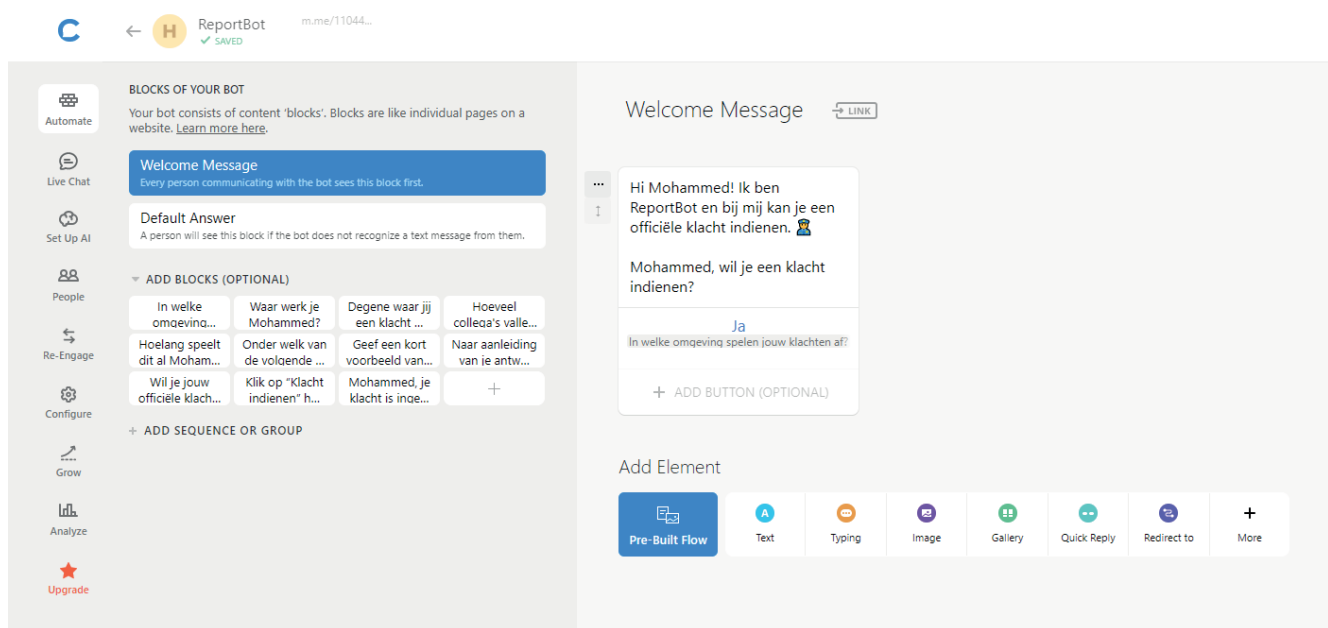 C
H
ReportBot
SAVED
m.me/11044...
Automate
Live Chat
Set Up AI
People
Re-Engage
Configure
Grow
Analyze
Upgrade
BLOCKS OF YOUR BOT
Your bot consists of content 'blocks'. Blocks are like individual pages on a
website. Learn more here.
Welcome Message
Every person communicating with the bot sees this block first.
Default Answer
A person will see this block if the bot does not recognize a text message from them.
ADD BLOCKS (OPTIONAL)
In welke
omgeving...
Waar werk je
Mohammed?
Degene waar jij
een klacht ...
Hoeveel
collega's valle...
Hoelang speelt
dit al Moham...
Onder welk van
de volgende ...
Geef een kort
voorbeeld van...
Naar aanleiding
van je antw...
Wil je jouw
officiële klach...
Klik op “Klacht
indienen” h...
Mohammed, je
klacht is inge...
ADD SEQUENCE OR GROUP
Welcome Message
LINK
Hi Mohammed! Ik ben
ReportBot en bij mij kan je een
officiële klacht indienen.
Mohammed, wil je een klacht
indienen?
Ja
In welke omgeving spelen jouw klachten af?
ADD BUTTON (OPTIONAL)
Add Element
Pre-Built Flow
A
Text
Typing
Image
Gallery
Quick Reply
Redirect to
More